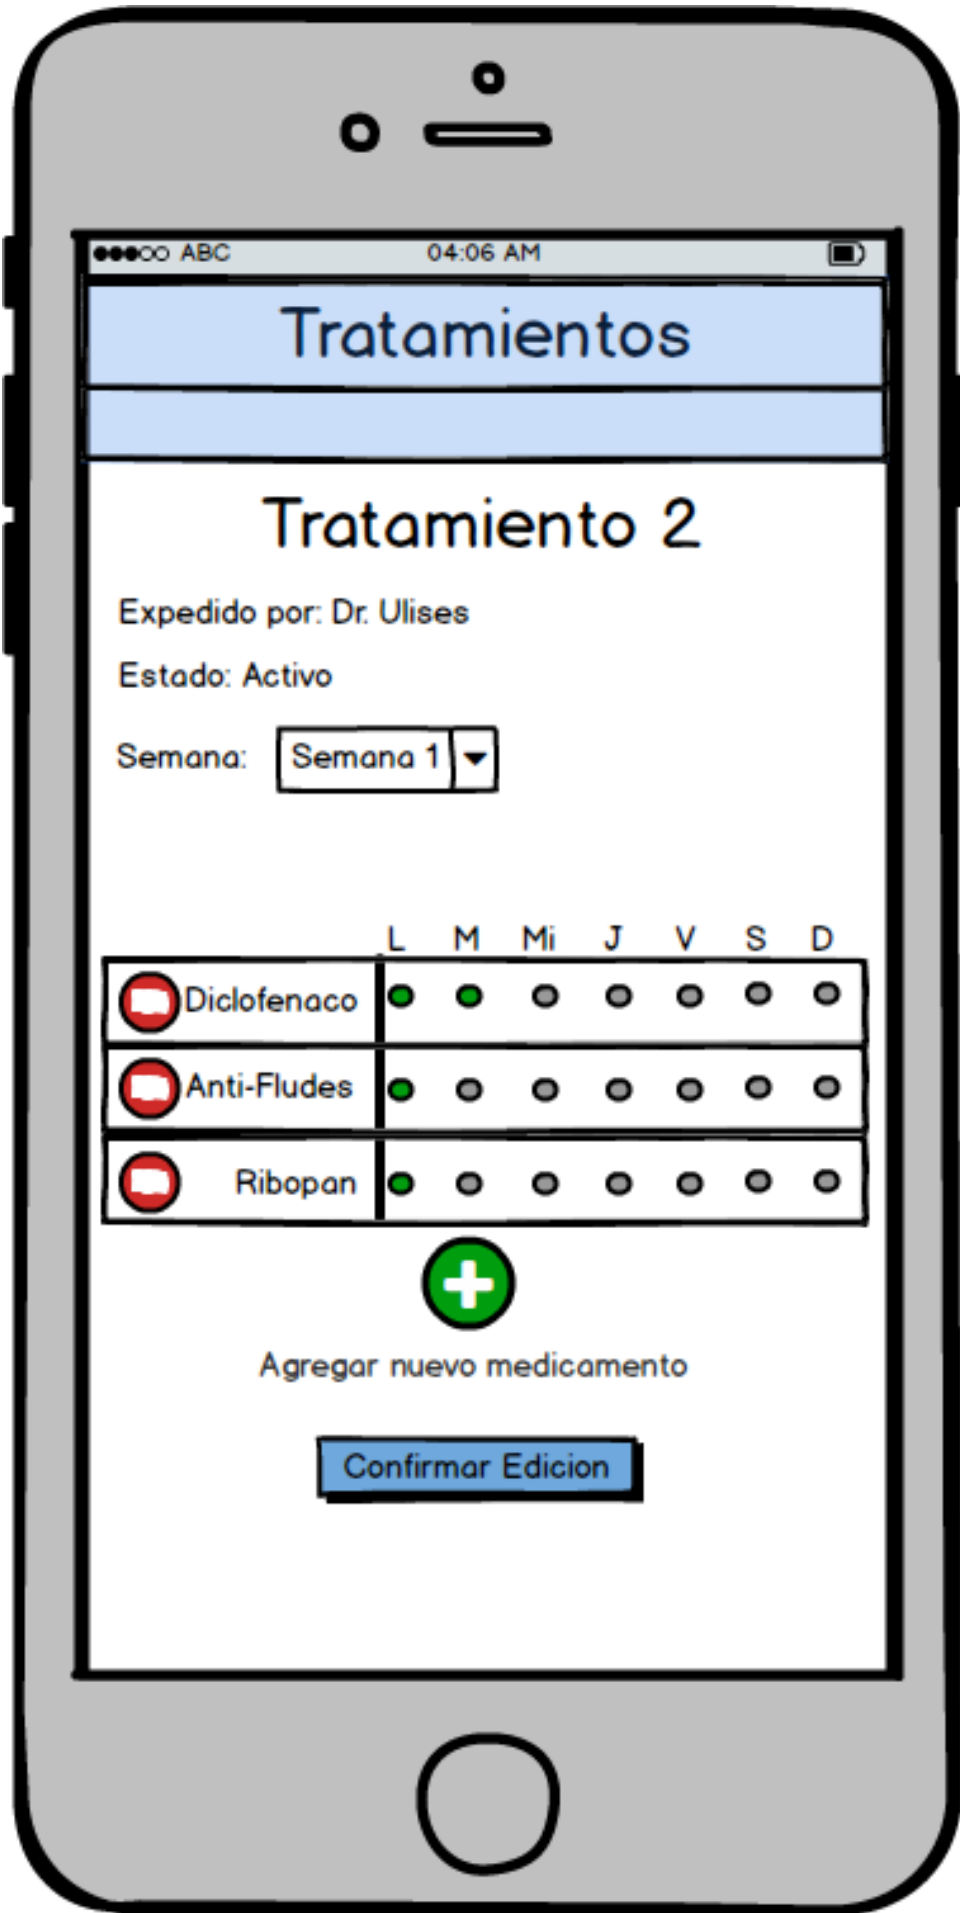 ABC 04:06 AM
Tratamientos
Tratamiento 2
Expedido por: Dr. Ulises
Estado: Activo
Semana: Semana 1
L M Mi J V S D
Diclofenaco
Anti-Fludes
Ribopan
Agregar nuevo medicamento
Confirmar Edicion